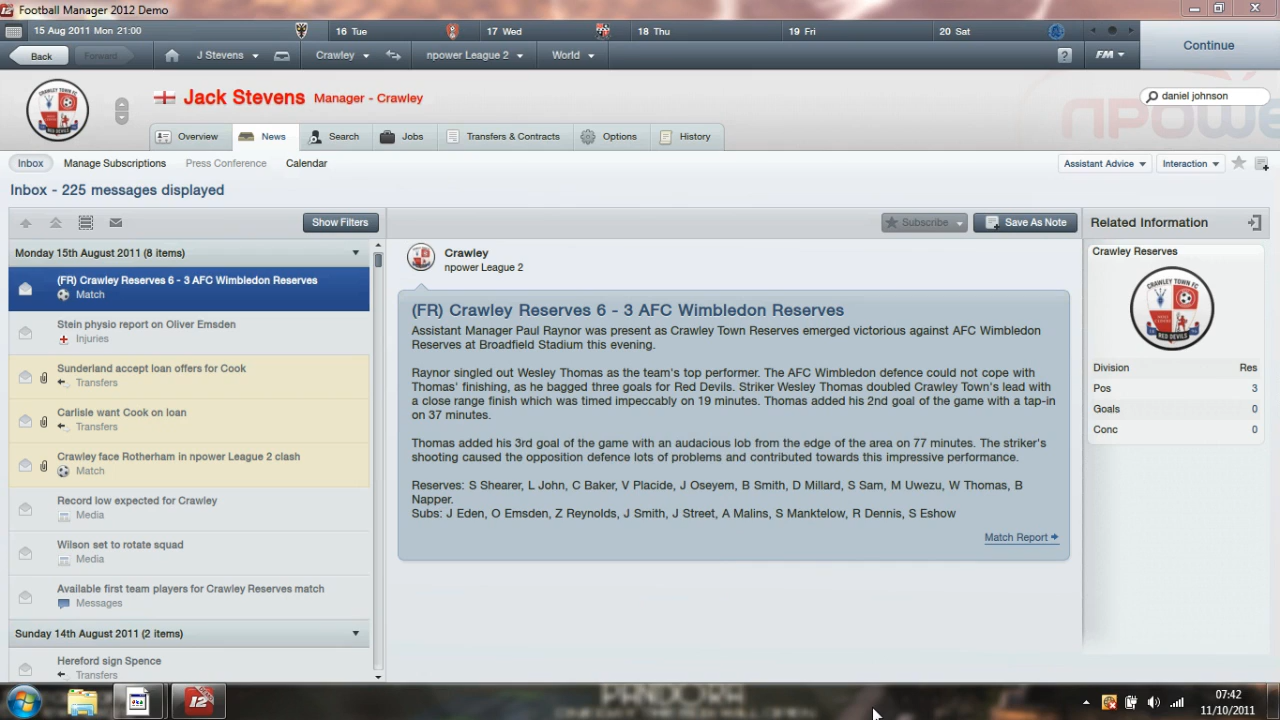 Football Manager 2012 Demo
15 Aug 2011 Mon 21:00
16 Tue
17 Wed
18 Thu
19 Fri
20 Sat
Continue
Back
Forward
J Stevens
Crawley
npower League 2
World
?
FM
Jack Stevens
Manager - Crawley
daniel johnson
Overview
News
Search
Jobs
Transfers & Contracts
Options
History
Inbox
Manage Subscriptions
Press Conference
Calendar
Assistant Advice
Interaction
Inbox - 225 messages displayed
Show Filters
Monday 15th August 2011 (8 items)
(FR) Crawley Reserves 6 - 3 AFC Wimbledon Reserves
Match
Stein physio report on Oliver Emsden
Injuries
Sunderland accept loan offers for Cook
Transfers
Carlisle want Cook on loan
Transfers
Crawley face Rotherham in npower League 2 clash
Match
Record low expected for Crawley
Media
Wilson set to rotate squad
Media
Available first team players for Crawley Reserves match
Messages
Sunday 14th August 2011 (2 items)
Hereford sign Spence
Transfers
Subscribe
Save As Note
Crawley
npower League 2
(FR) Crawley Reserves 6 - 3 AFC Wimbledon Reserves
Assistant Manager Paul Raynor was present as Crawley Town Reserves emerged victorious against AFC Wimbledon
Reserves at Broadfield Stadium this evening.
Raynor singled out Wesley Thomas as the team's top performer. The AFC Wimbledon defence could not cope with
Thomas' finishing, as he bagged three goals for Red Devils. Striker Wesley Thomas doubled Crawley Town's lead with
a close range finish which was timed impeccably on 19 minutes. Thomas added his 2nd goal of the game with a tap-in
on 37 minutes.
Thomas added his 3rd goal of the game with an audacious lob from the edge of the area on 77 minutes. The striker's
shooting caused the opposition defence lots of problems and contributed towards this impressive performance.
Reserves: S Shearer, L John, C Baker, V Placide, J Oseyem, B Smith, D Millard, S Sam, M Uwezu, W Thomas, B
Napper.
Subs: J Eden, O Emsden, Z Reynolds, J Smith, J Street, A Malins, S Manktelow, R Dennis, S Eshow
Match Report
Related Information
Crawley Reserves
CRAWLEY TOWN FC
RED DEVILS
Division Res
Pos 3
Goals 0
Conc 0
PANDORA
12
07:42
11/10/2011